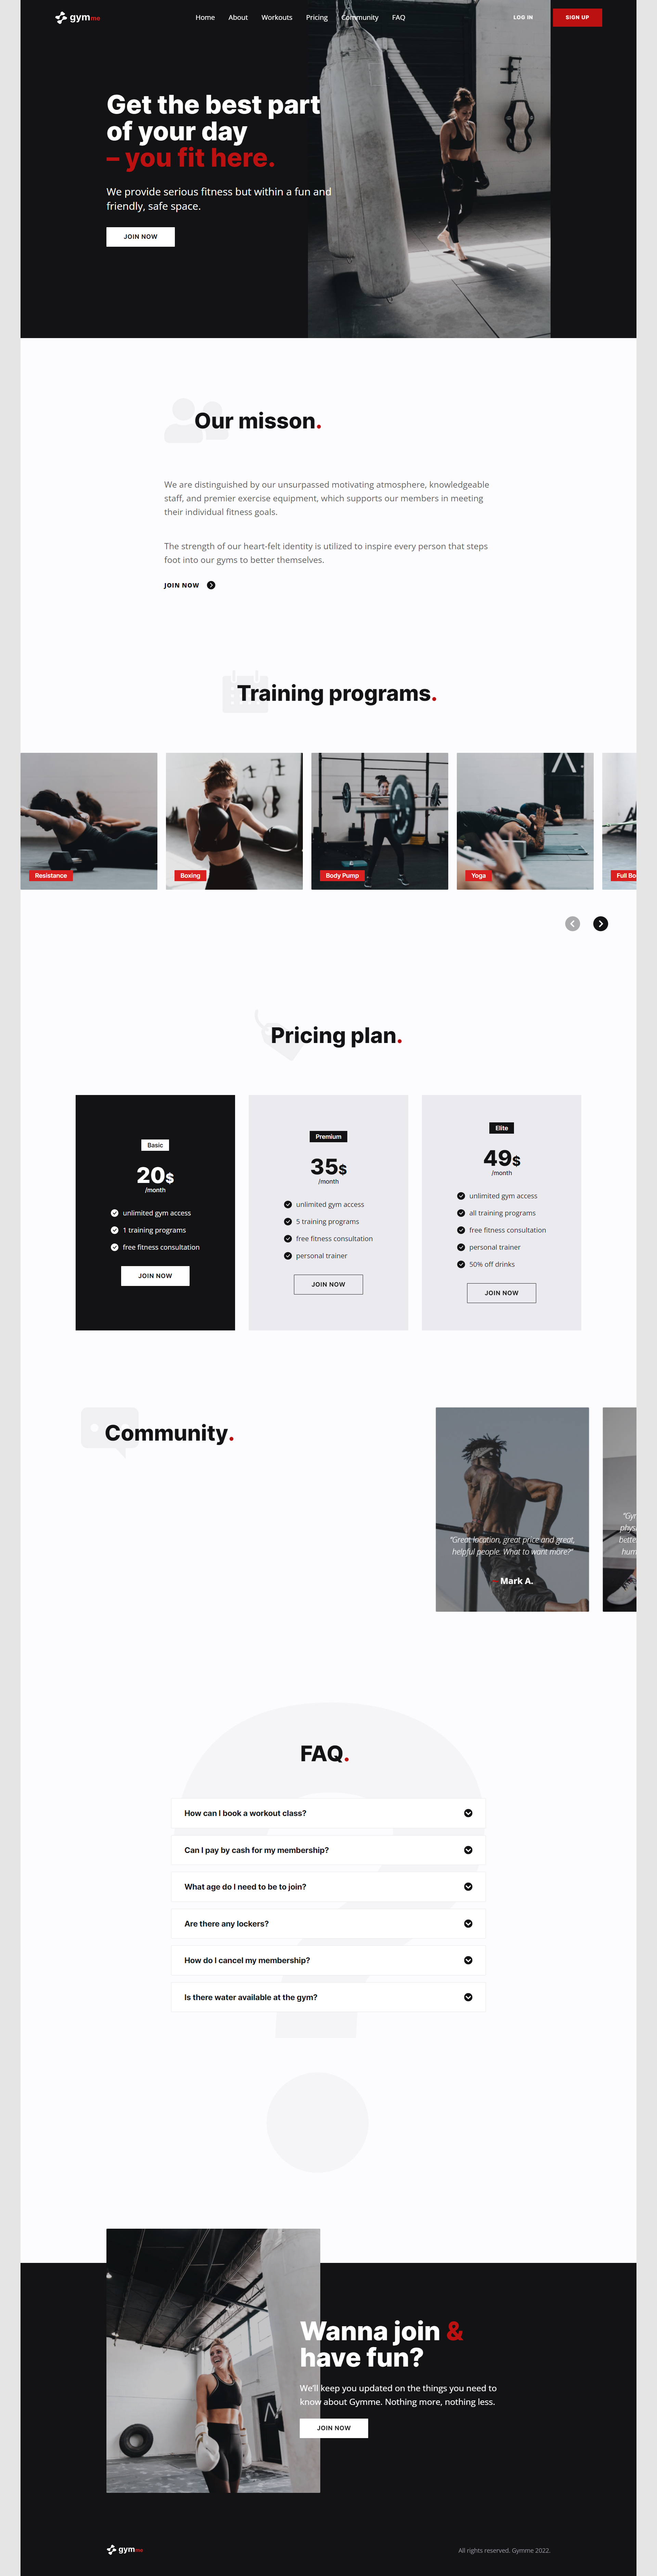 gymme
Home About Workouts Pricing Community FAQ
LOG IN
SIGN UP
Get the best part
of your day
– you fit here.
We provide serious fitness but within a fun and
friendly, safe space.
JOIN NOW
Our misson.
We are distinguished by our unsurpassed motivating atmosphere, knowledgeable
staff, and premier exercise equipment, which supports our members in meeting
their individual fitness goals.
The strength of our heart-felt identity is utilized to inspire every person that steps
foot into our gyms to better themselves.
JOIN NOW
Training programs.
Resistance
Boxing
Body Pump
Yoga
Full Bo
Pricing plan.
Basic
20$
/month
unlimited gym access
1 training programs
free fitness consultation
JOIN NOW
Premium
35$
/month
unlimited gym access
5 training programs
free fitness consultation
personal trainer
JOIN NOW
Elite
49$
/month
unlimited gym access
all training programs
free fitness consultation
personal trainer
50% off drinks
JOIN NOW
Community.
“Great location, great price and great,
helpful people. What to want more?”
Mark A.
“Gyr
phys
bette
hum
FAQ.
How can I book a workout class?
Can I pay by cash for my membership?
What age do I need to be to join?
Are there any lockers?
How do I cancel my membership?
Is there water available at the gym?
Wanna join &
have fun?
We’ll keep you updated on the things you need to
know about Gymme. Nothing more, nothing less.
JOIN NOW
gymme
All rights reserved. Gymme 2022.